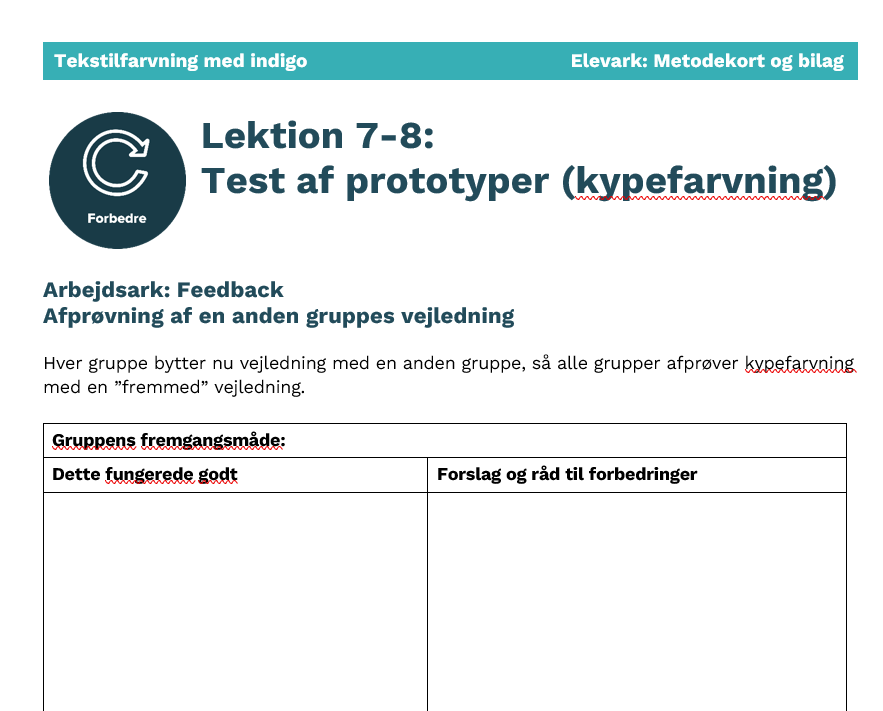 Tekstilfarvning med indigo Elevark: Metodekort og bilag
Lektion 7-8:
Test af prototyper (kypefarvning)
Forbedre
Arbejdsark: Feedback
Afprøvning af en anden gruppes vejledning
Hver gruppe bytter nu vejledning med en anden gruppe, så alle grupper afprøver kypefarvning
med en ”fremmed” vejledning.
Gruppens fremgangsmåde:
Dette fungerede godt Forslag og råd til forbedringer